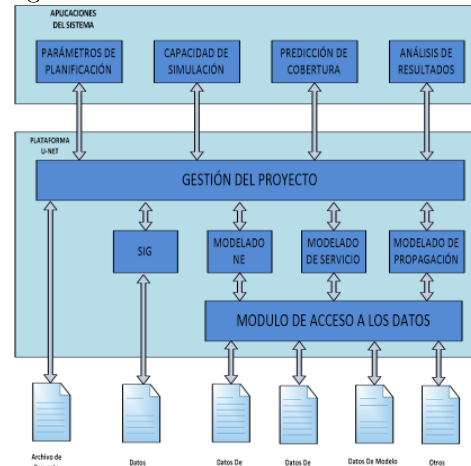 APLICACIONES
DEL SISTEMA
PARÁMETROS DE
PLANIFICACIÓN
CAPACIDAD DE
SIMULACIÓN
PREDICCIÓN DE
COBERTURA
ANÁLISIS DE
RESULTADOS
PLATAFORMA
U-NET
GESTIÓN DEL PROYECTO
SIG
MODELADO
NE
MODELADO
DE SERVICIO
MODELADO DE
PROPAGACIÓN
MODULO DE ACCESO A LOS DATOS
Archivo de
Datos
Datos De
Datos De
Datos De Modelo
Otros